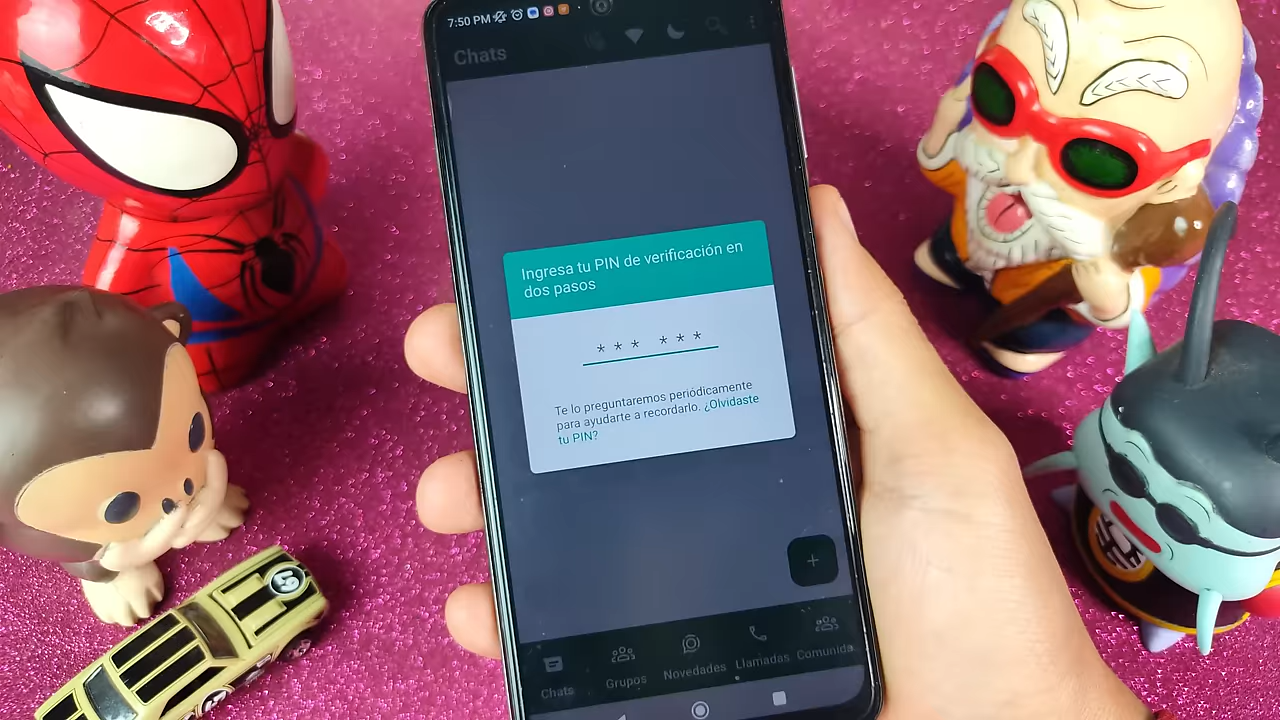 7:50 PM
Chats
Ingresa tu PIN de verificación en
dos pasos
*** ***
Te lo preguntaremos periódicamente
para ayudarte a recordarlo. ¿Olvidaste
tu PIN?
+
Chats Grupos Novedades Llamadas Comunida